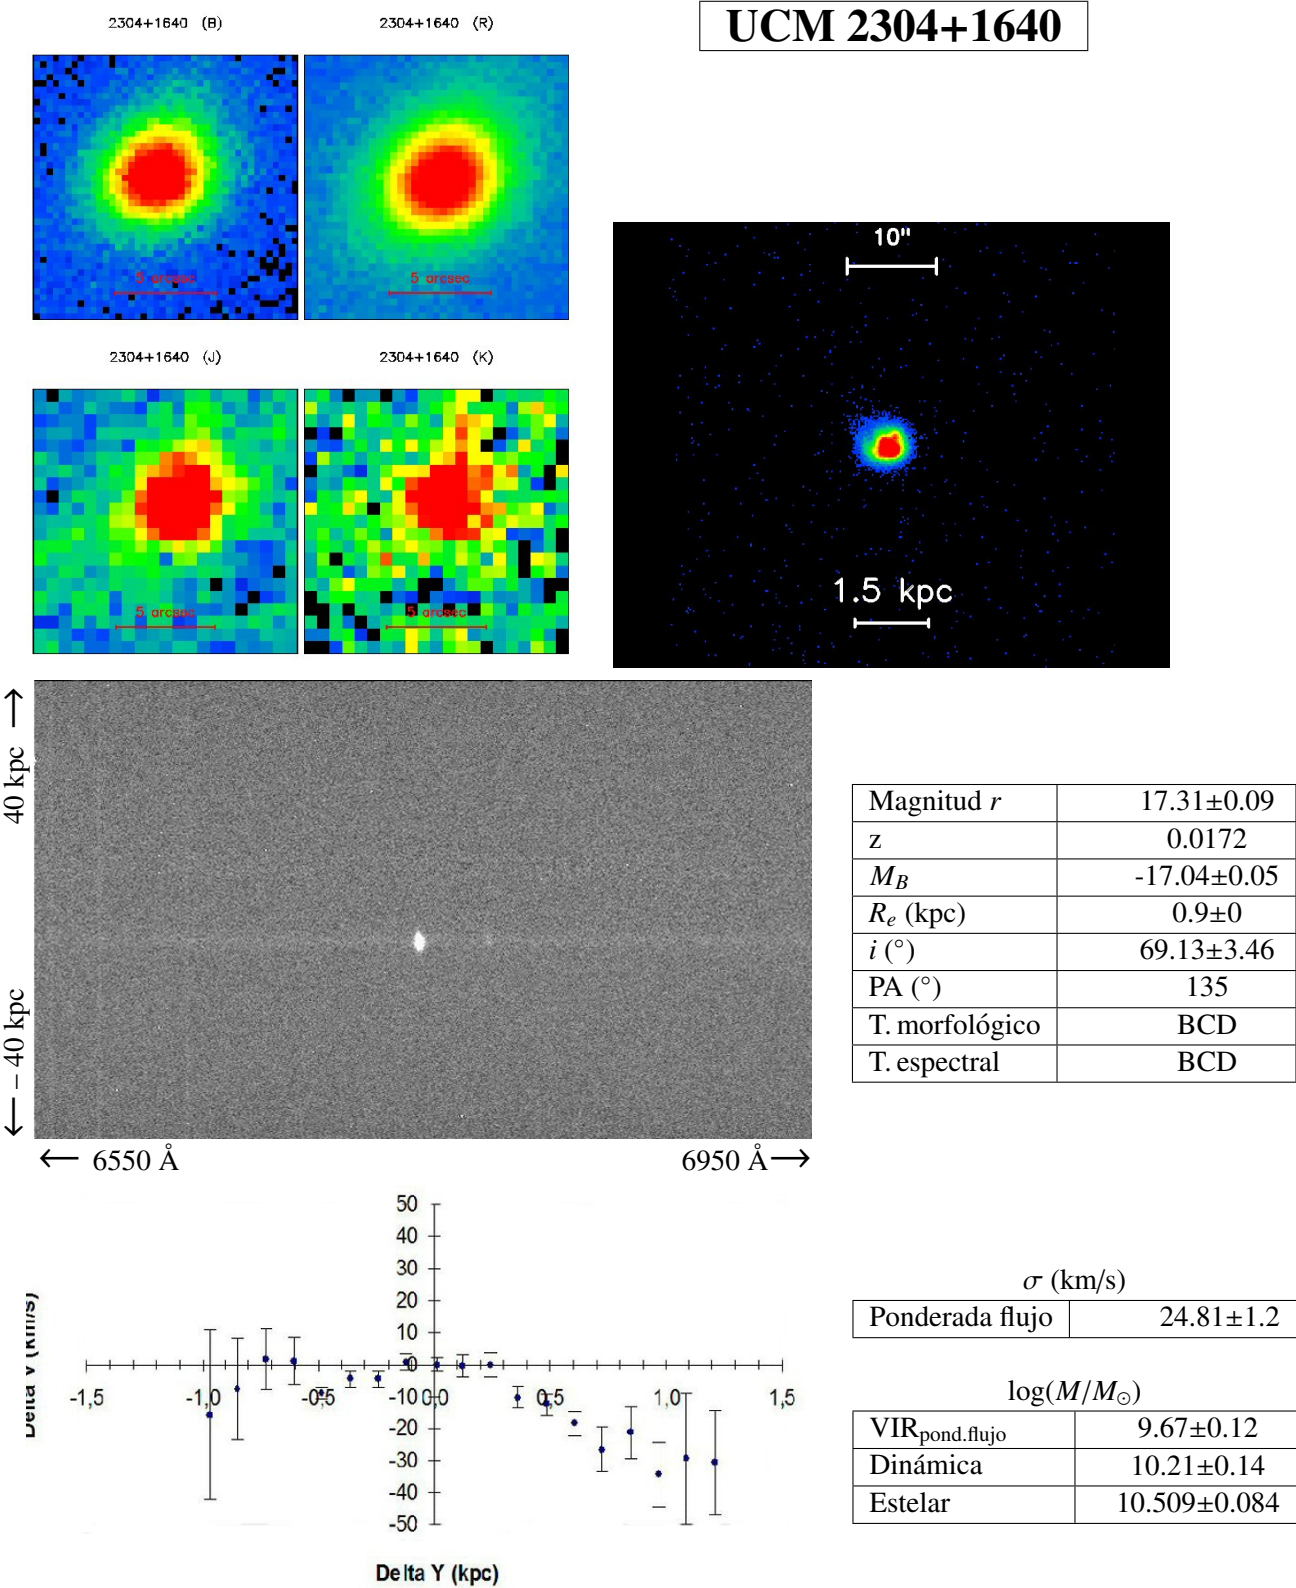 UCM 2304+1640
2304+1640 (B)
2304+1640 (R)
5 arcsec
5 arcsec
2304+1640 (J)
2304+1640 (K)
5 arcsec
5 arcsec
10"
1.5 kpc
← − 40 kpc
40 kpc →
← 6550 Å
6950 Å→
Magnitud r 17.31±0.09
z 0.0172
M_B -17.04±0.05
R_e (kpc) 0.9±0
i (°) 69.13±3.46
PA (°) 135
T. morfológico BCD
T. espectral BCD
Delta V (km/s)
50
40
30
20
10
0
-10
-20
-30
-40
-50
-1,5 -1,0 -0,5 0,0 0,5 1,0 1,5
Delta Y (kpc)
σ (km/s)
Ponderada flujo 24.81±1.2
log(M/M⊙)
VIR_pond.flujo 9.67±0.12
Dinámica 10.21±0.14
Estelar 10.509±0.084